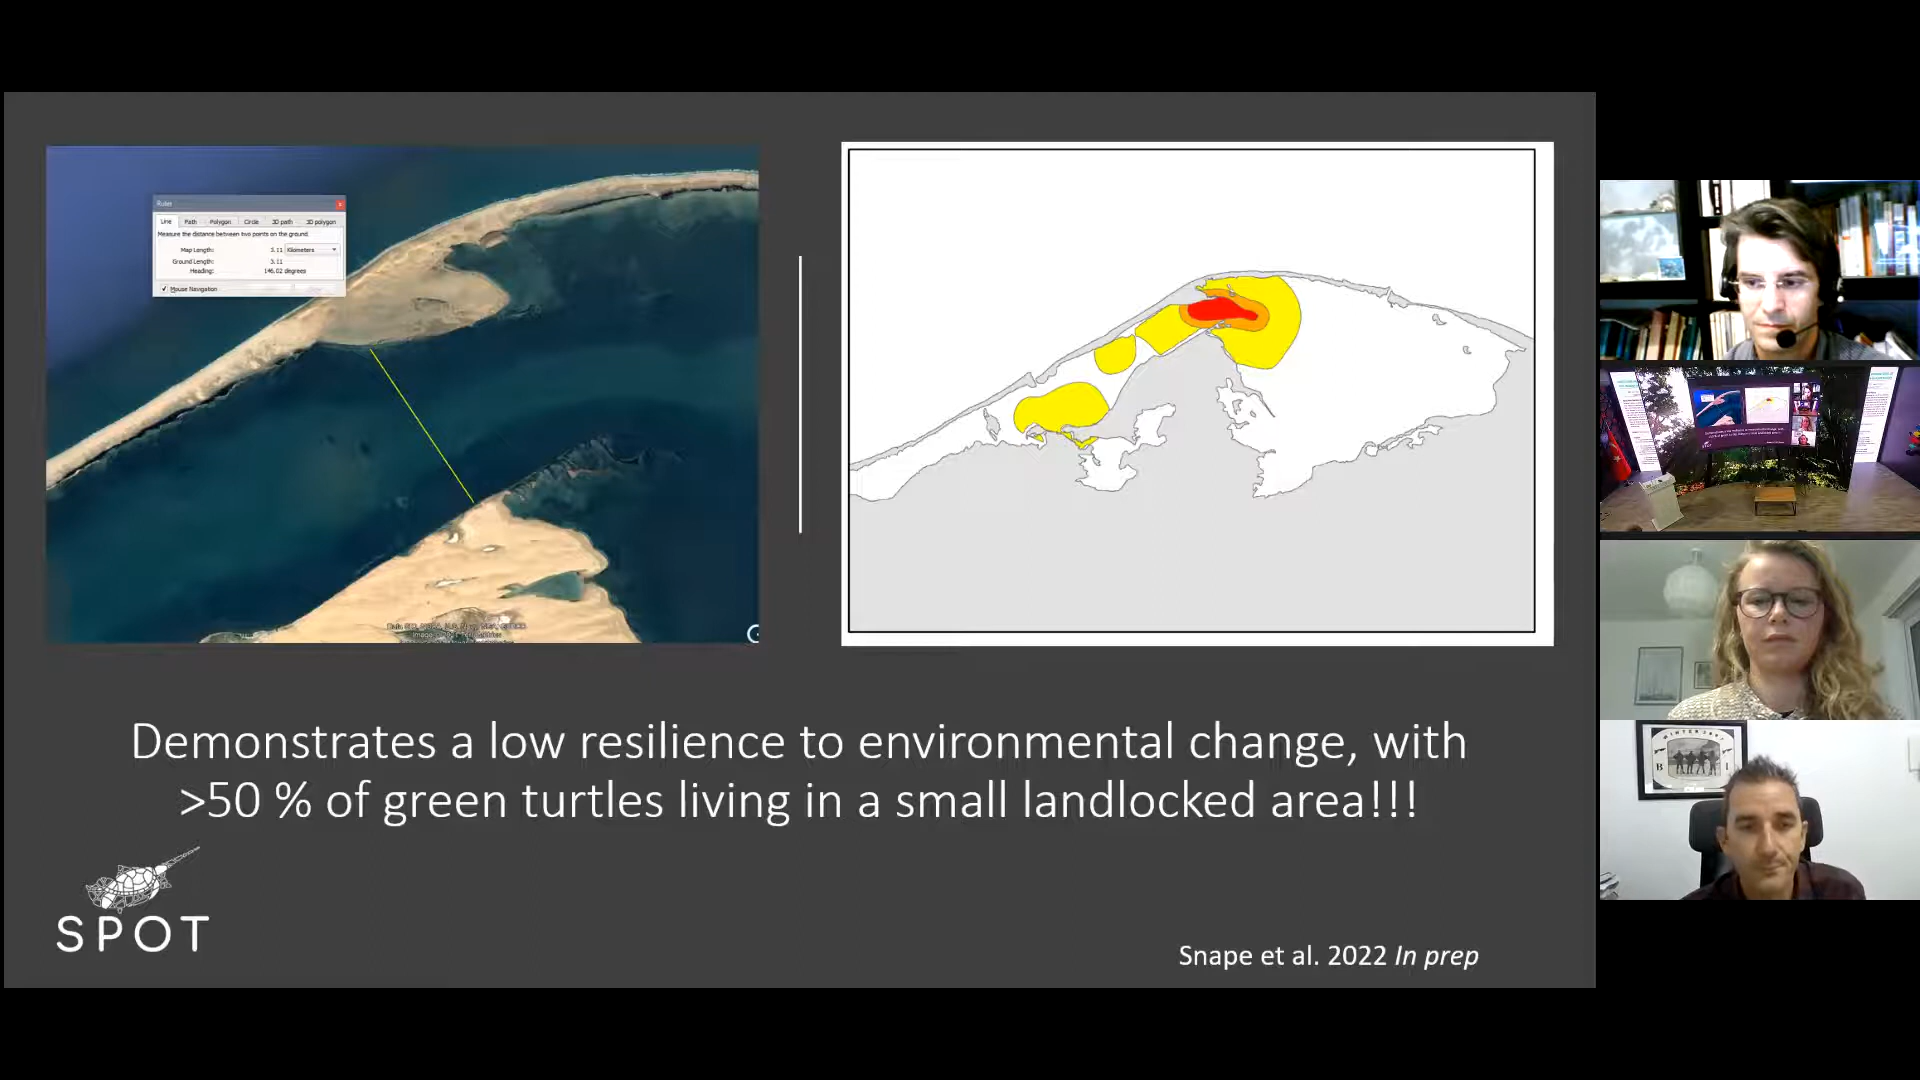 Ruler
Line Path Polygon Circle 3D path 3D polygon
Measure the distance between two points on the ground
Map Length: 3.11 Kilometers
Ground Length: 3.11
Heading: 146.02 degrees
Mouse Navigation
Demonstrates a low resilience to environmental change, with
>50 % of green turtles living in a small landlocked area!!!
SPOT
Snape et al. 2022 In prep
B I